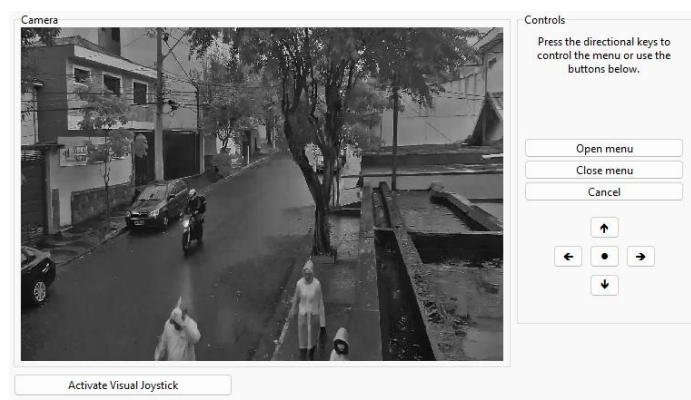 Camera
Controls
Press the directional keys to
control the menu or use the
buttons below.
Open menu
Close menu
Cancel
Activate Visual Joystick